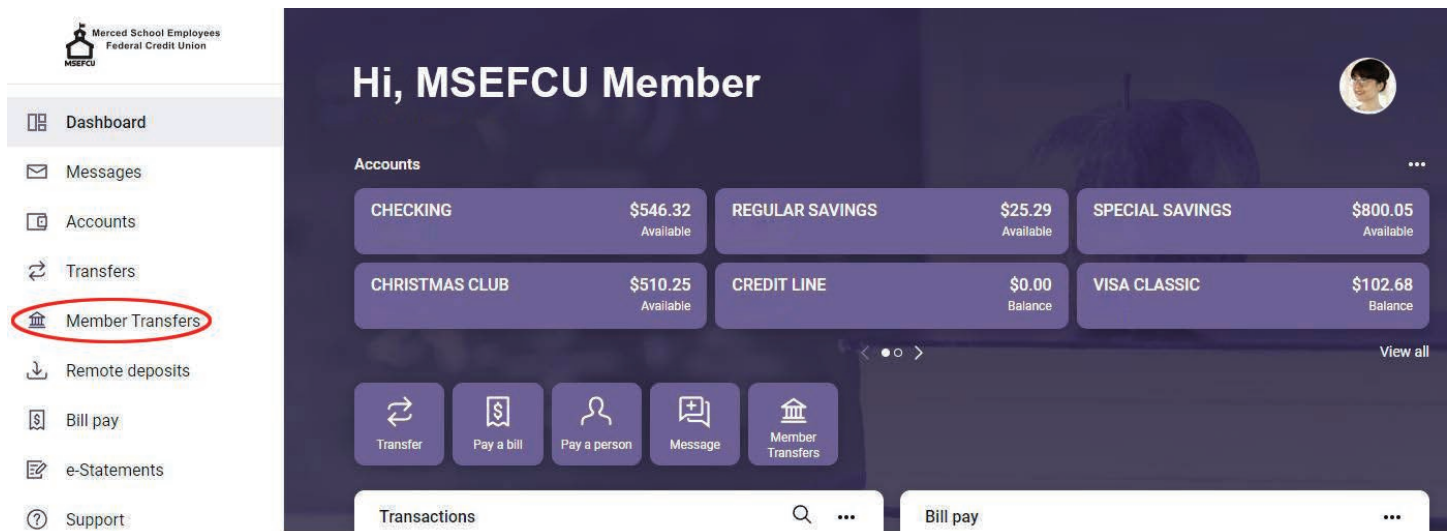 Merced School Employees
Federal Credit Union
MSEFCU
Dashboard
Messages
Accounts
Transfers
Member Transfers
Remote deposits
Bill pay
e-Statements
Support
Hi, MSEFCU Member
Accounts
CHECKING $546.32
Available
REGULAR SAVINGS $25.29
Available
SPECIAL SAVINGS $800.05
Available
CHRISTMAS CLUB $510.25
Available
CREDIT LINE $0.00
Balance
VISA CLASSIC $102.68
Balance
View all
Transfer
Pay a bill
Pay a person
Message
Member
Transfers
Transactions
Bill pay